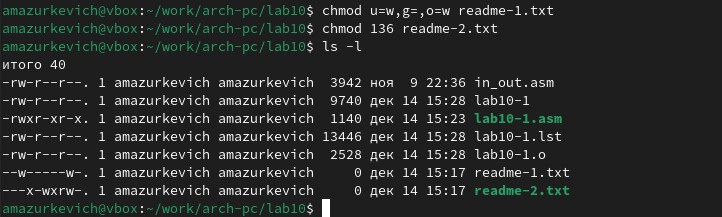 amazurkevich@vbox:~/work/arch-pc/lab10$ chmod u=w,g=,o=w readme-1.txt
amazurkevich@vbox:~/work/arch-pc/lab10$ chmod 136 readme-2.txt
amazurkevich@vbox:~/work/arch-pc/lab10$ ls -l
итого 40
-rw-r--r--. 1 amazurkevich amazurkevich  3942 ноя  9 22:36 in_out.asm
-rw-r--r--. 1 amazurkevich amazurkevich  9740 дек 14 15:28 lab10-1
-rwxr-xr-x. 1 amazurkevich amazurkevich  1140 дек 14 15:23 lab10-1.asm
-rw-r--r--. 1 amazurkevich amazurkevich 13446 дек 14 15:28 lab10-1.lst
-rw-r--r--. 1 amazurkevich amazurkevich  2528 дек 14 15:28 lab10-1.o
--w-----w-. 1 amazurkevich amazurkevich     0 дек 14 15:17 readme-1.txt
---x-wxrw-. 1 amazurkevich amazurkevich     0 дек 14 15:17 readme-2.txt
amazurkevich@vbox:~/work/arch-pc/lab10$